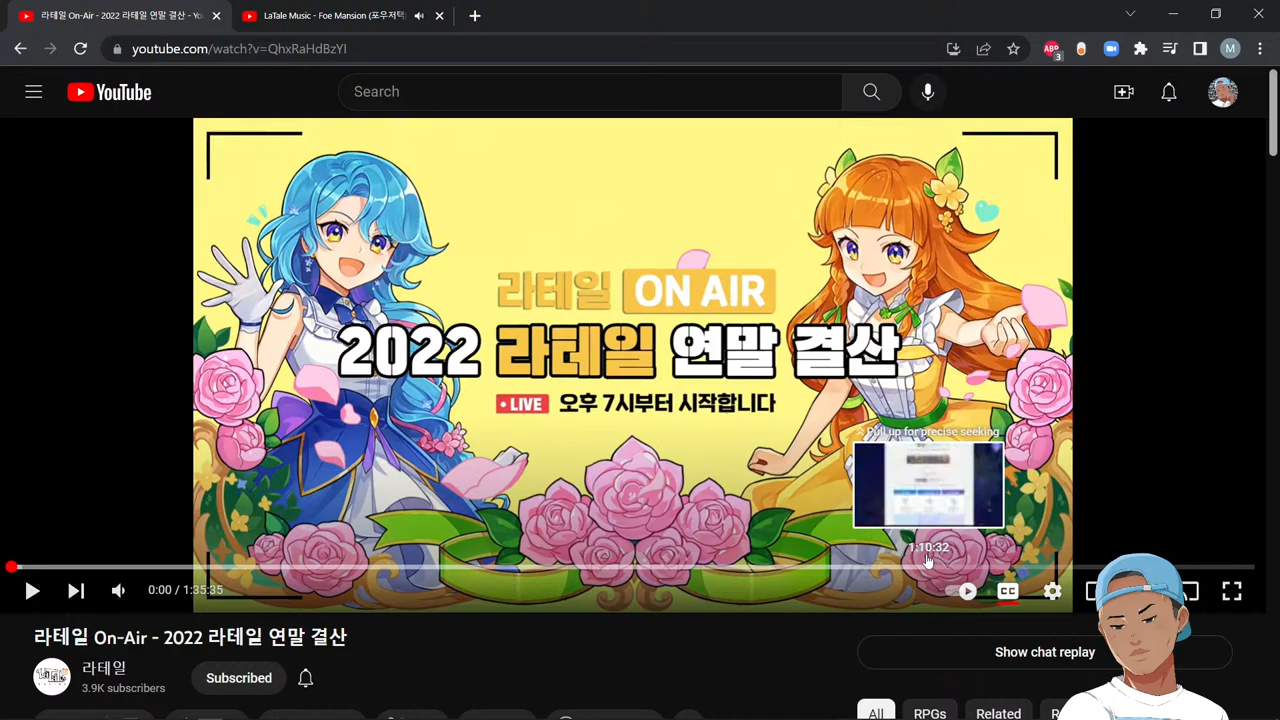 라테일 On-Air - 2022 라테일 연말 결산 - Yo
LaTale Music - Foe Mansion (포우저택
youtube.com/watch?v=QhxRaHdBzYI
ABP
3
M
YouTube
Search
라테일 ON AIR
2022 라테일 연말 결산
LIVE 오후 7시부터 시작합니다
Pull up for precise seeking
1:10:32
0:00 / 1:35:35
CC
라테일 On-Air - 2022 라테일 연말 결산
라테일
3.9K subscribers
Subscribed
Show chat replay
All
RPGs
Related